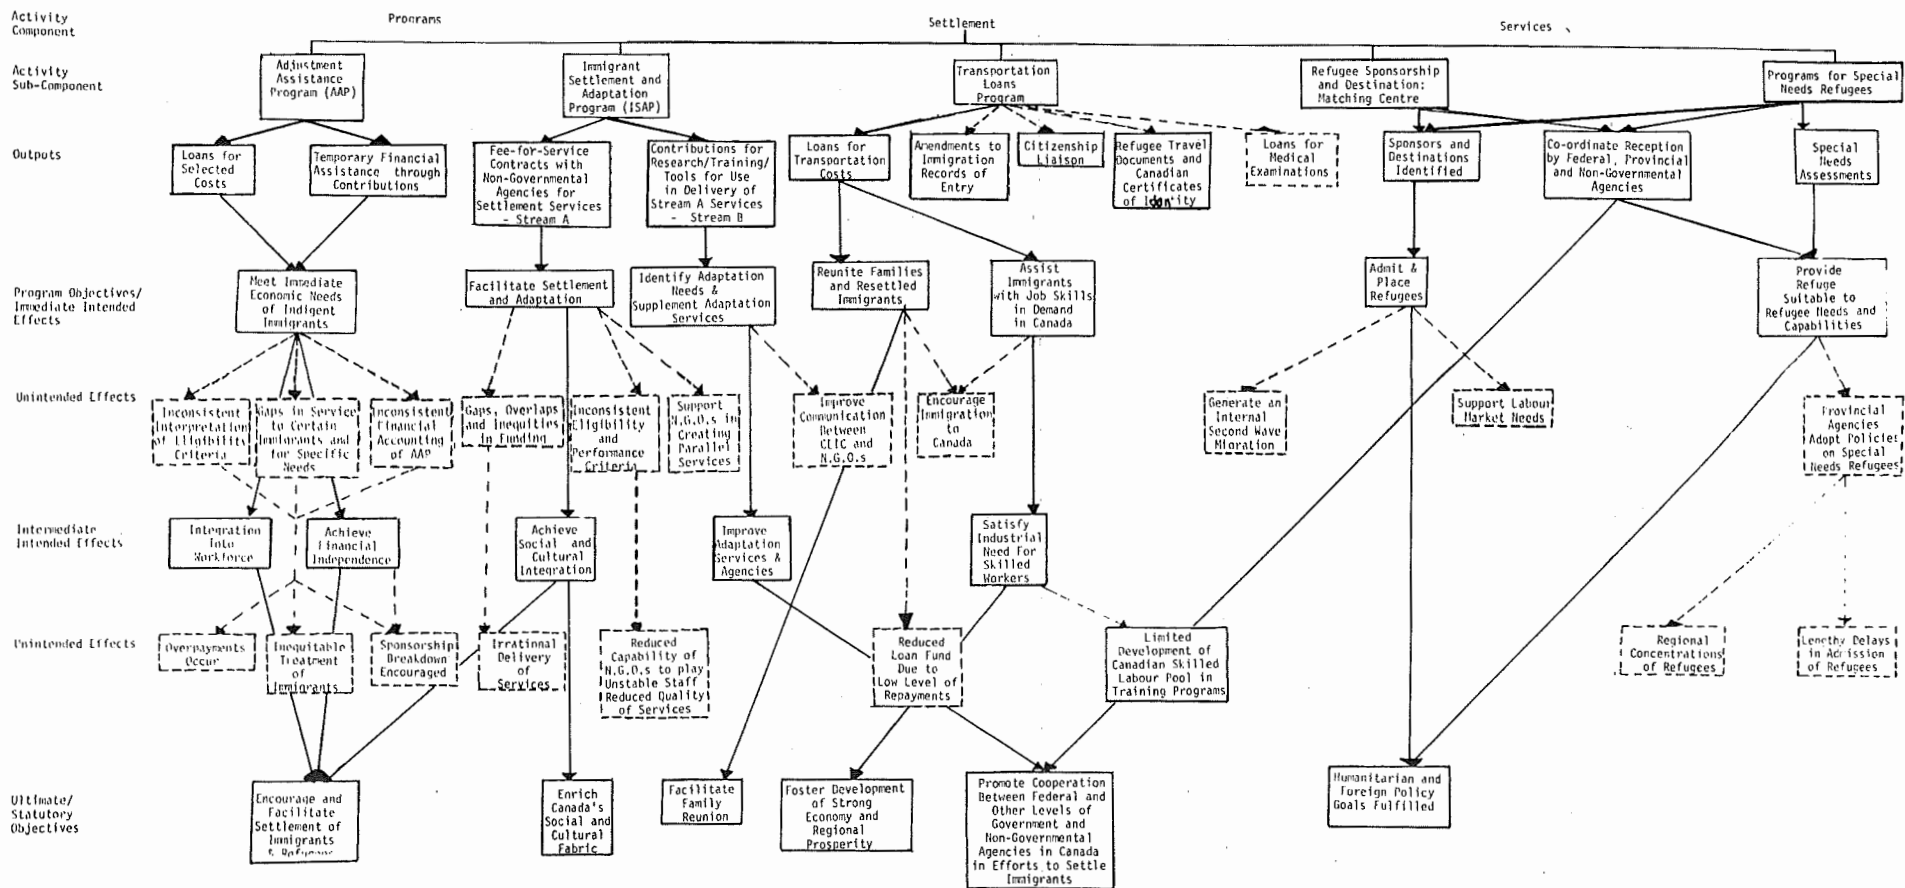 Activity
Component
Programs
Settlement
Services
Activity
Sub-Component
Adjustment
Assistance
Program (AAP)
Immigrant
Settlement and
Adaptation
Program (ISAP)
Transportation
Loans
Program
Refugee Sponsorship
and Destination:
Matching Centre
Programs for Special
Needs Refugees
Outputs
Loans for
Selected
Costs
Temporary Financial
Assistance through
Contributions
Fee-for-Service
Contracts with
Non-Governmental
Agencies for
Settlement Services
- Stream A
Contributions for
Research/Training/
Tools for Use
in Delivery of
Stream A Services
- Stream B
Loans for
Transportation
Costs
Amendments to
Immigration
Records of
Entry
Citizenship
Liaison
Refugee Travel
Documents and
Canadian
Certificates
of Identity
Loans for
Medical
Examinations
Sponsors and
Destinations
Identified
Co-ordinate Reception
by Federal, Provincial
and Non-Governmental
Agencies
Special
Needs
Assessments
Program Objectives/
Immediate Intended
Effects
Meet Immediate
Economic Needs
of Indigent
Immigrants
Facilitate Settlement
and Adaptation
Identify Adaptation
Needs &
Supplement Adaptation
Services
Reunite Families
and Resettled
Immigrants
Assist
Immigrants
with Job Skills
in Demand
in Canada
Admit &
Place
Refugees
Provide
Refuge
Suitable to
Refugee Needs and
Capabilities
Unintended Effects
Inconsistent
Interpretation
of Eligibility
Criteria
Gaps in Service
to Certain
Immigrants and
for Specific
Needs
Inconsistent
Financial
Accounting
of AAP
Gaps, Overlaps
and Inequities
in Funding
Inconsistent
Eligibility
and
Performance
Criteria
Support
N.G.O.s in
Creating
Parallel
Services
Improve
Communication
Between
CEIC and
N.G.O.s
Encourage
Immigration
to
Canada
Generate an
Internal
Second Wave
Migration
Support Labour
Market Needs
Provincial
Agencies
Adopt Policies
on Special
Needs Refugees
Intermediate
Intended Effects
Integration
Into
Workforce
Achieve
Financial
Independence
Achieve
Social and
Cultural
Integration
Improve
Adaptation
Services &
Agencies
Satisfy
Industrial
Need For
Skilled
Workers
Unintended Effects
Overpayments
Occur
Inequitable
Treatment
of
Immigrants
Sponsorship
Breakdown
Encouraged
Irrational
Delivery
of
Services
Reduced
Capability of
N.G.O.s to play
Unstable Staff
Reduced Quality
of Services
Reduced
Loan Fund
Due to
Low Level of
Repayments
Limited
Development of
Canadian Skilled
Labour Pool in
Training Programs
Regional
Concentrations
of Refugees
Lengthy Delays
in Admission
of Refugees
Ultimate/
Statutory
Objectives
Encourage and
Facilitate
Settlement of
Immigrants
& Refugees
Enrich
Canada's
Social and
Cultural
Fabric
Facilitate
Family
Reunion
Foster Development
of Strong
Economy and
Regional
Prosperity
Promote Cooperation
Between Federal and
Other Levels of
Government and
Non-Governmental
Agencies in Canada
in Efforts to Settle
Immigrants
Humanitarian and
Foreign Policy
Goals Fulfilled